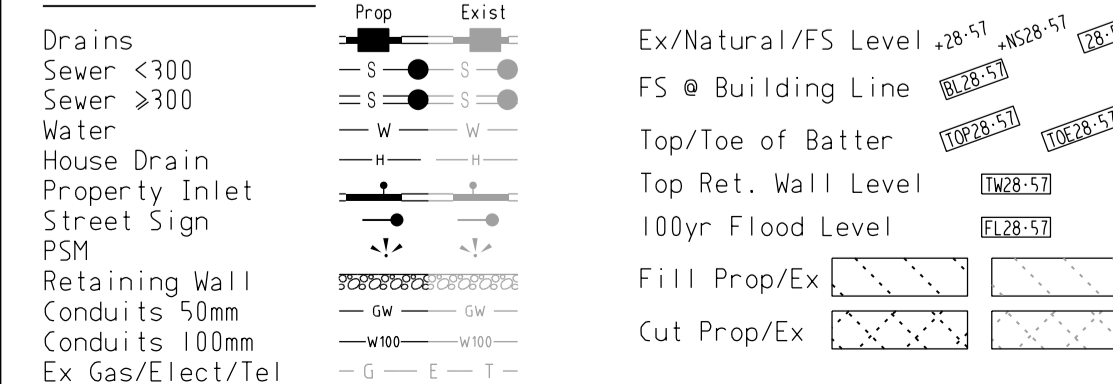 Prop Exist
Drains
Sewer <300 S S
Sewer ⩾300 S S
Water W W
House Drain H H
Property Inlet
Street Sign
PSM
Retaining Wall
Conduits 50mm GW GW
Conduits 100mm W100 W100
Ex Gas/Elect/Tel G E T
Ex/Natural/FS Level +28·57 +NS28·57
FS @ Building Line BL28·57
Top/Toe of Batter TOP28·57 TOE28·57
Top Ret. Wall Level TW28·57
100yr Flood Level FL28·57
Fill Prop/Ex
Cut Prop/Ex